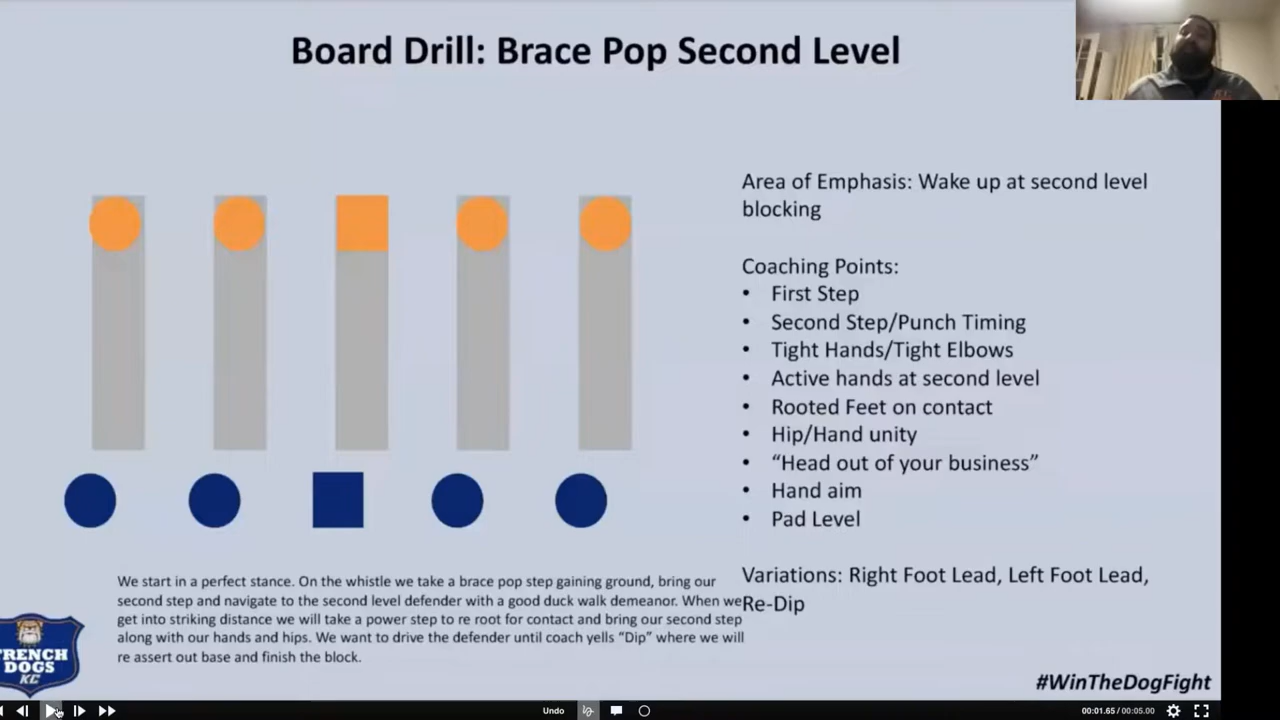 Board Drill: Brace Pop Second Level
Area of Emphasis: Wake up at second level
blocking
Coaching Points:
• First Step
• Second Step/Punch Timing
• Tight Hands/Tight Elbows
• Active hands at second level
• Rooted Feet on contact
• Hip/Hand unity
• “Head out of your business”
• Hand aim
• Pad Level
Variations: Right Foot Lead, Left Foot Lead,
Re-Dip
We start in a perfect stance. On the whistle we take a brace pop step gaining ground, bring our
second step and navigate to the second level defender with a good duck walk demeanor. When we
get into striking distance we will take a power step to re root for contact and bring our second step
along with our hands and hips. We want to drive the defender until coach yells “Dip” where we will
re assert out base and finish the block.
TRENCH
DOGS
KC
#WinTheDogFight
Undo
00:01.65 / 00:05.00